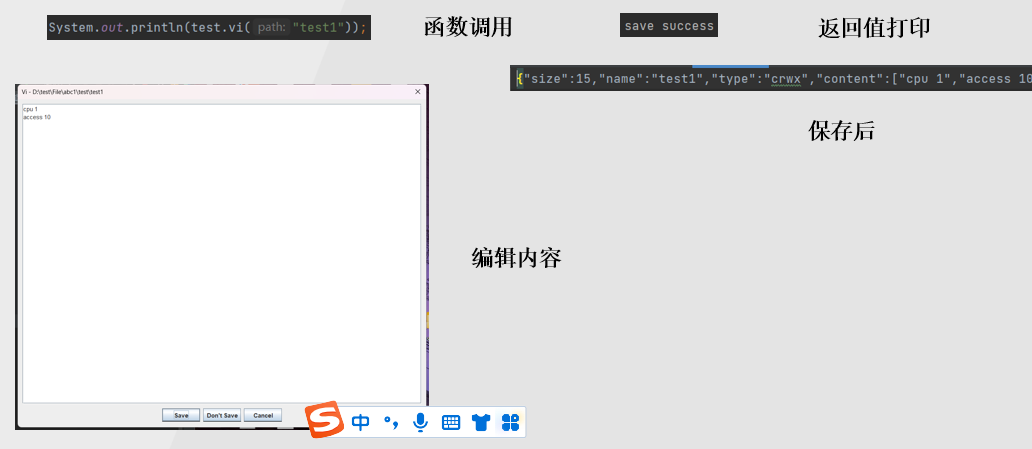 System.out.println(test.vi( path: "test1"));
函数调用
save success
返回值打印
{"size":15,"name":"test1","type":"crwx","content":["cpu 1","access 10
保存后
Vi - D:\test\File\abc1\test\test1
cpu 1
access 10
编辑内容
Save Don't Save Cancel
中 °,